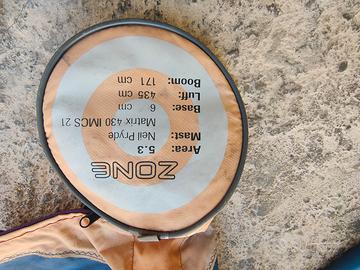 ZONE
Area: 5.3
Mast: Neil Pryde
Matrix 430 IMCS 21
Base: 6 cm
Luff: 435 cm
Boom: 171 cm